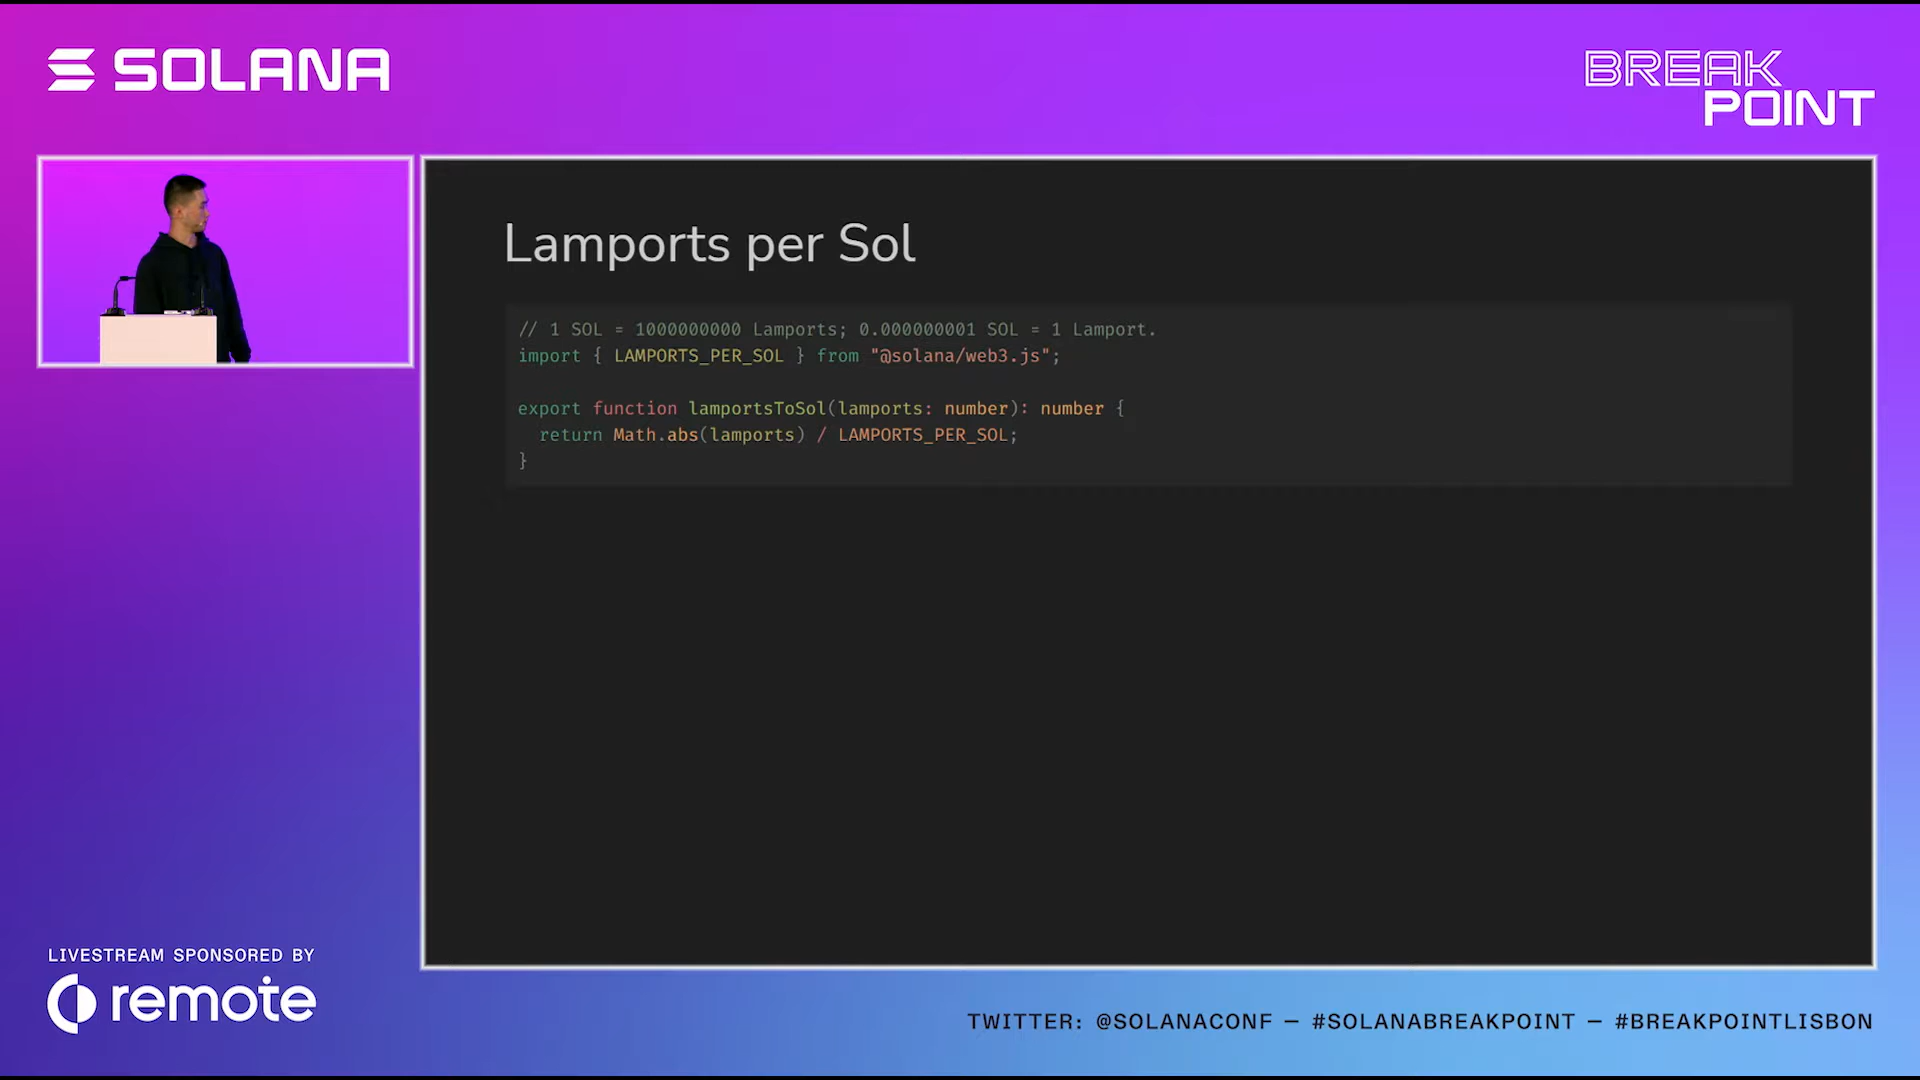 SOLANA
BREAK
POINT
Lamports per Sol
// 1 SOL = 1000000000 Lamports; 0.000000001 SOL = 1 Lamport.
import { LAMPORTS_PER_SOL } from "@solana/web3.js";
export function lamportsToSol(lamports: number): number {
  return Math.abs(lamports) / LAMPORTS_PER_SOL;
}
LIVESTREAM SPONSORED BY
remote
TWITTER: @SOLANACONF — #SOLANABREAKPOINT — #BREAKPOINTLISBON